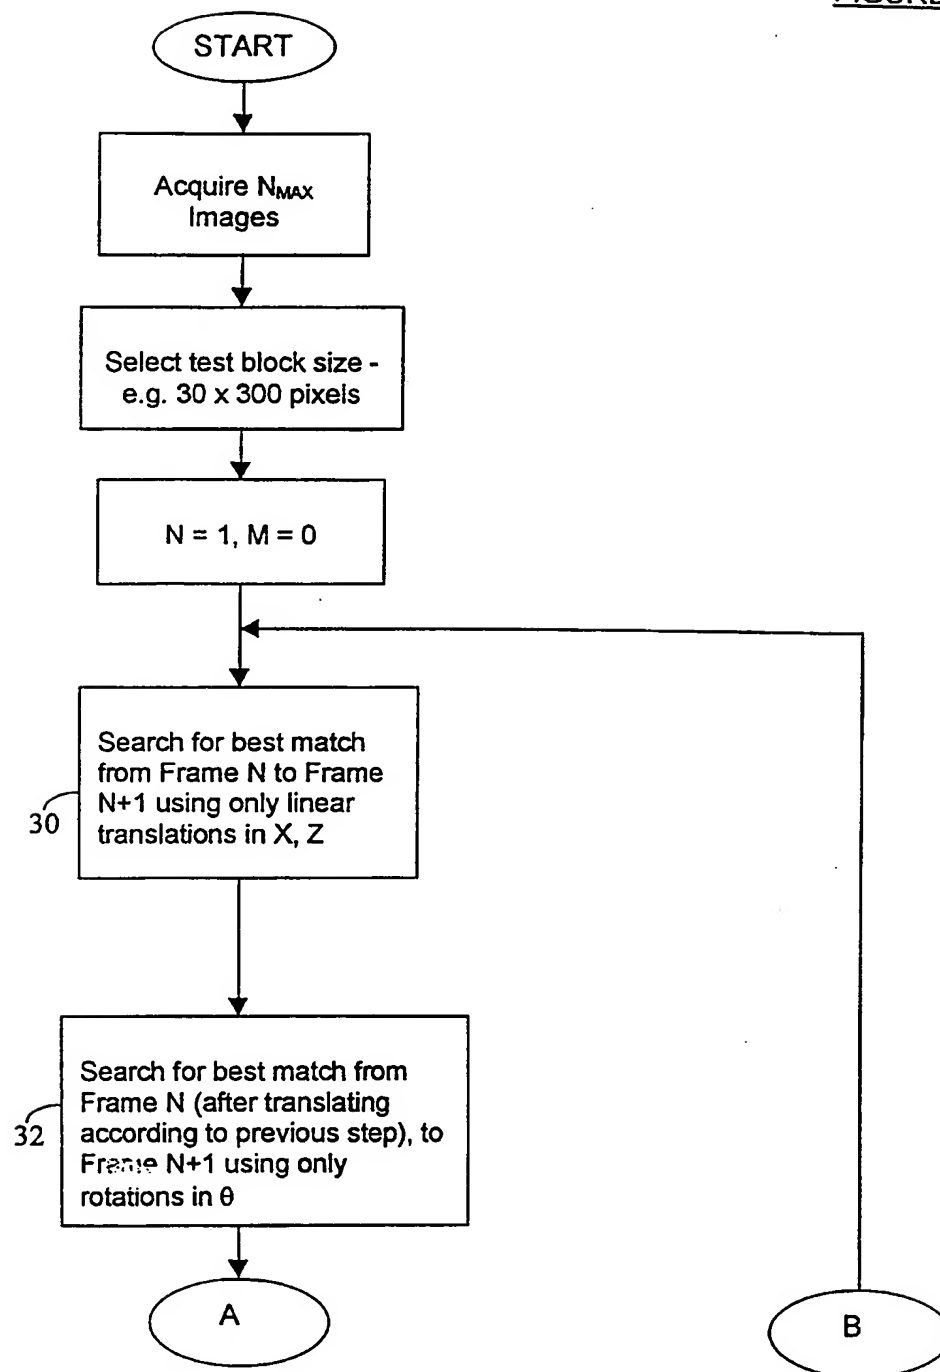 FIGURE
START
Acquire NMAX
Images
Select test block size -
e.g. 30 x 300 pixels
N = 1, M = 0
Search for best match
from Frame N to Frame
N+1 using only linear
translations in X, Z
30
Search for best match from
Frame N (after translating
according to previous step), to
Frame N+1 using only
rotations in θ
32
A
B